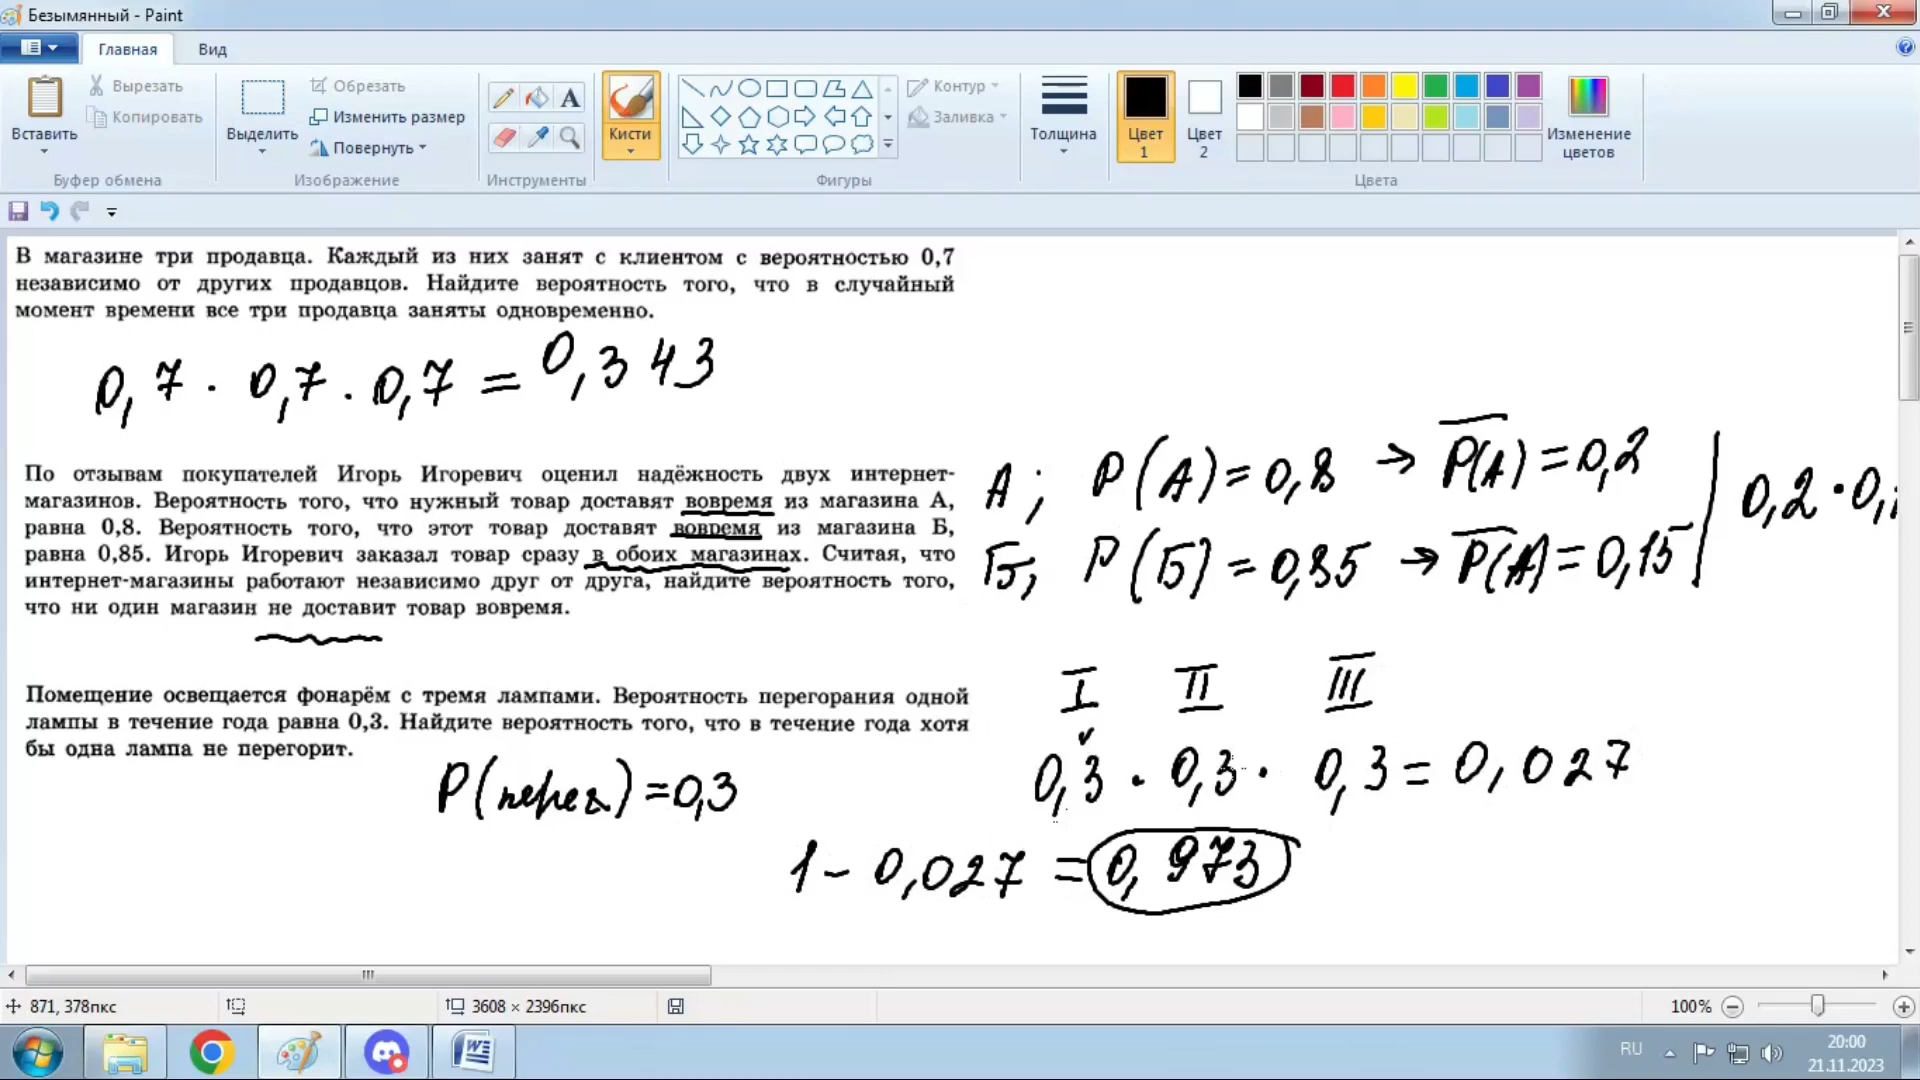 Безымянный - Paint
Главная
Вид
Вставить
Вырезать
Копировать
Буфер обмена
Выделить
Обрезать
Изменить размер
Повернуть
Изображение
Инструменты
Кисти
Фигуры
Контур
Заливка
Толщина
Цвет 1
Цвет 2
Изменение цветов
Цвета
В магазине три продавца. Каждый из них занят с клиентом с вероятностью 0,7
независимо от других продавцов. Найдите вероятность того, что в случайный
момент времени все три продавца заняты одновременно.
0,7 · 0,7 · 0,7 = 0,343
По отзывам покупателей Игорь Игоревич оценил надёжность двух интернет-
магазинов. Вероятность того, что нужный товар доставят вовремя из магазина А,
равна 0,8. Вероятность того, что этот товар доставят вовремя из магазина Б,
равна 0,85. Игорь Игоревич заказал товар сразу в обоих магазинах. Считая, что
интернет-магазины работают независимо друг от друга, найдите вероятность того,
что ни один магазин не доставит товар вовремя.
А; P(A)=0,8 → P(A)=0,2
Б; P(Б)=0,85 → P(A)=0,15
0,2 · 0,
Помещение освещается фонарём с тремя лампами. Вероятность перегорания одной
лампы в течение года равна 0,3. Найдите вероятность того, что в течение года хотя
бы одна лампа не перегорит.
I II III
P(перег.)=0,3
0,3 · 0,3 · 0,3 = 0,027
1 - 0,027 = 0,973
871, 378пкс
3608 × 2396пкс
100%
RU
20:00
21.11.2023